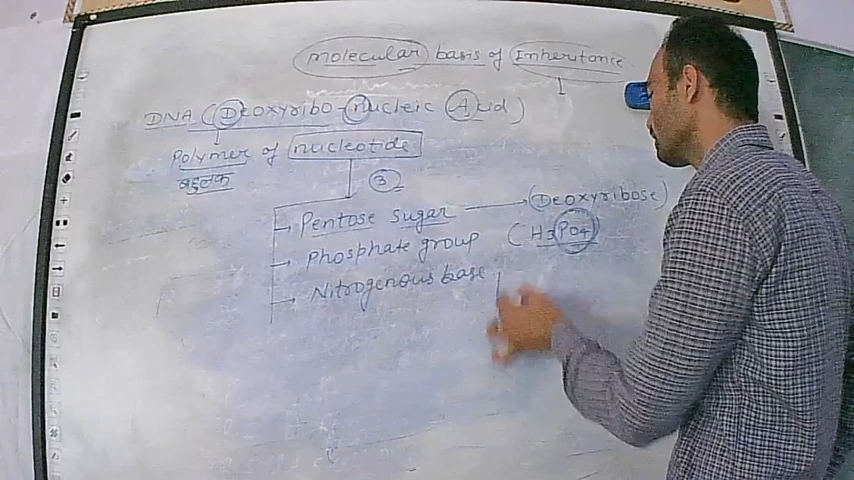 molecular basis of Inheritance
DNA (Deoxyribo-nucleic Acid)
Polymer of nucleotide
बहुलक
3
Pentose sugar → (Deoxyribose)
Phosphate group (H3PO4)
Nitrogenous base